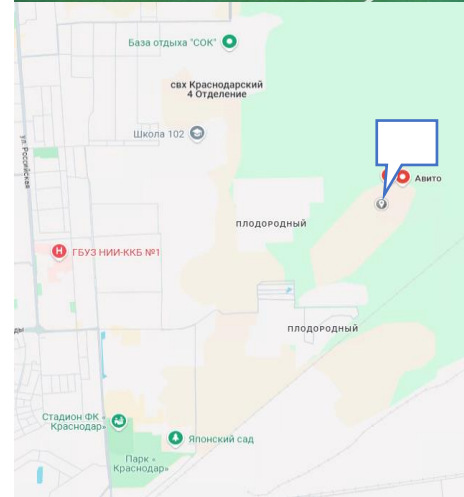 База отдыха "СОК"
свх Краснодарский
4 Отделение
Школа 102
ул. Российская
Авито
ПЛОДОРОДНЫЙ
ГБУЗ НИИ-ККБ №1
ды
ПЛОДОРОДНЫЙ
Стадион ФК «
Краснодар»
Японский сад
Парк «
Краснодар»